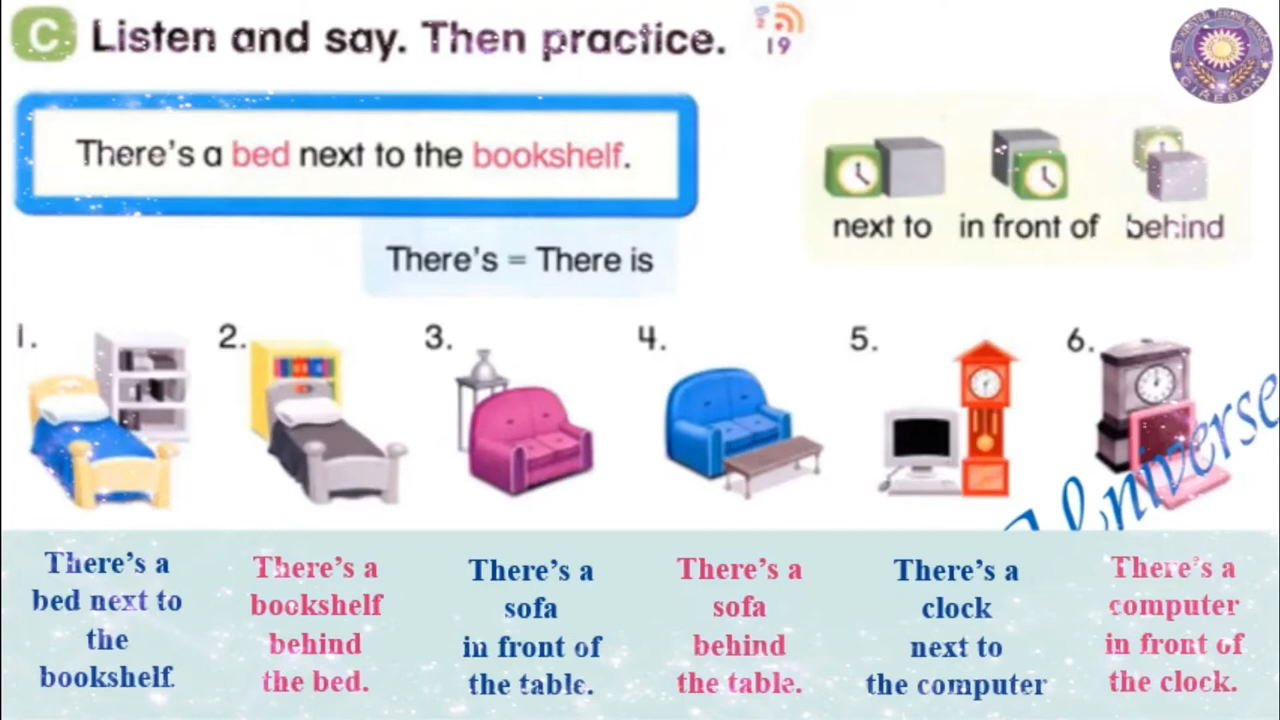 C Listen and say. Then practice.
2
19
CIREBON
There's a bed next to the bookshelf.
There's = There is
next to in front of behind
1. 2. 3. 4. 5. 6.
Universe
There's a
bed next to
the
bookshelf.
There's a
bookshelf
behind
the bed.
There's a
sofa
in front of
the table.
There's a
sofa
behind
the table.
There's a
clock
next to
the computer
There's a
computer
in front of
the clock.